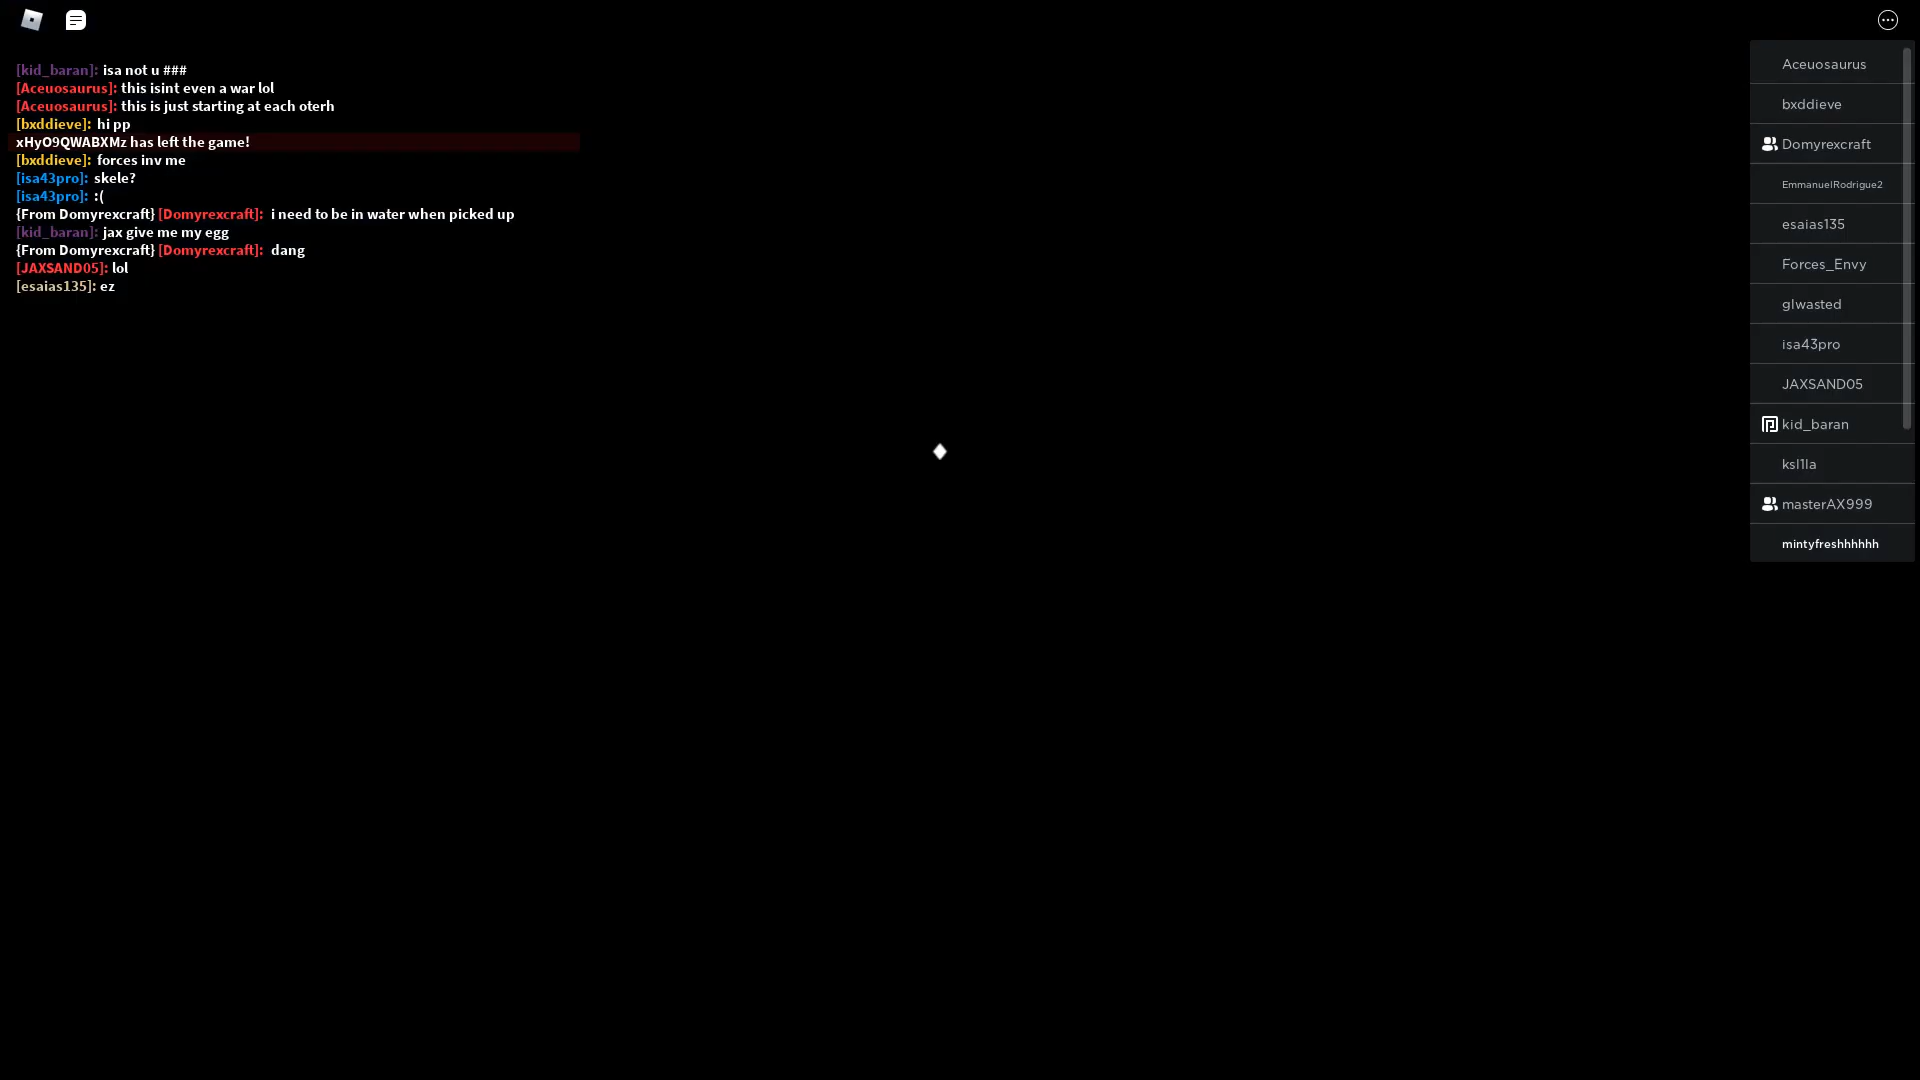 [kid_baran]: isa not u ###
[Aceuosaurus]: this isint even a war lol
[Aceuosaurus]: this is just starting at each oterh
[bxddieve]: hi pp
xHyO9QWABXMz has left the game!
[bxddieve]: forces inv me
[isa43pro]: skele?
[isa43pro]: :(
{From Domyrexcraft} [Domyrexcraft]: i need to be in water when picked up
[kid_baran]: jax give me my egg
{From Domyrexcraft} [Domyrexcraft]: dang
[JAXSAND05]: lol
[esaias135]: ez
Aceuosaurus
bxddieve
Domyrexcraft
EmmanuelRodrigue2
esaias135
Forces_Envy
glwasted
isa43pro
JAXSAND05
kid_baran
ksl1la
masterAX999
mintyfreshhhhhh